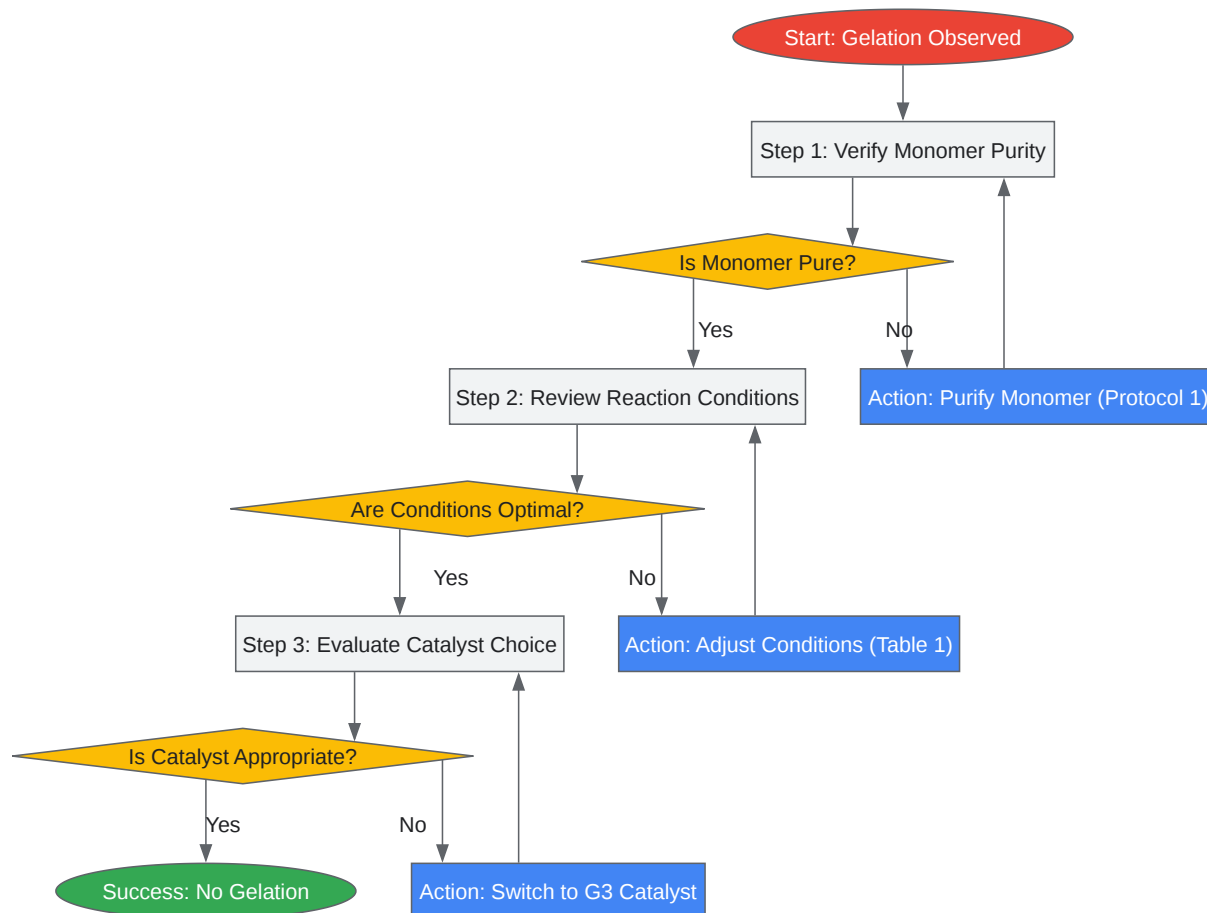 Start: Gelation Observed
Step 1: Verify Monomer Purity
Is Monomer Pure?
Yes
No
Step 2: Review Reaction Conditions
Action: Purify Monomer (Protocol 1)
Are Conditions Optimal?
Yes
No
Step 3: Evaluate Catalyst Choice
Action: Adjust Conditions (Table 1)
Is Catalyst Appropriate?
Yes
No
Success: No Gelation
Action: Switch to G3 Catalyst